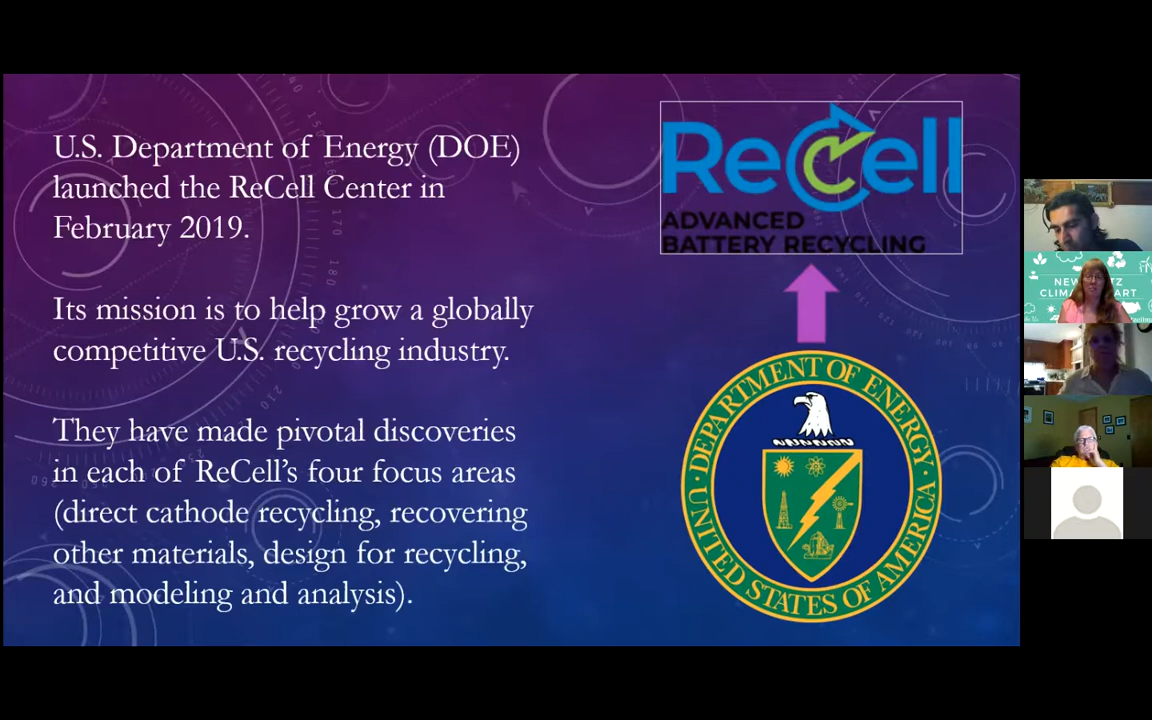 U.S. Department of Energy (DOE)
launched the ReCell Center in
February 2019.
Its mission is to help grow a globally
competitive U.S. recycling industry.
They have made pivotal discoveries
in each of ReCell’s four focus areas
(direct cathode recycling, recovering
other materials, design for recycling,
and modeling and analysis).
ReCell
ADVANCED
BATTERY RECYCLING
DEPARTMENT OF ENERGY
UNITED STATES OF AMERICA